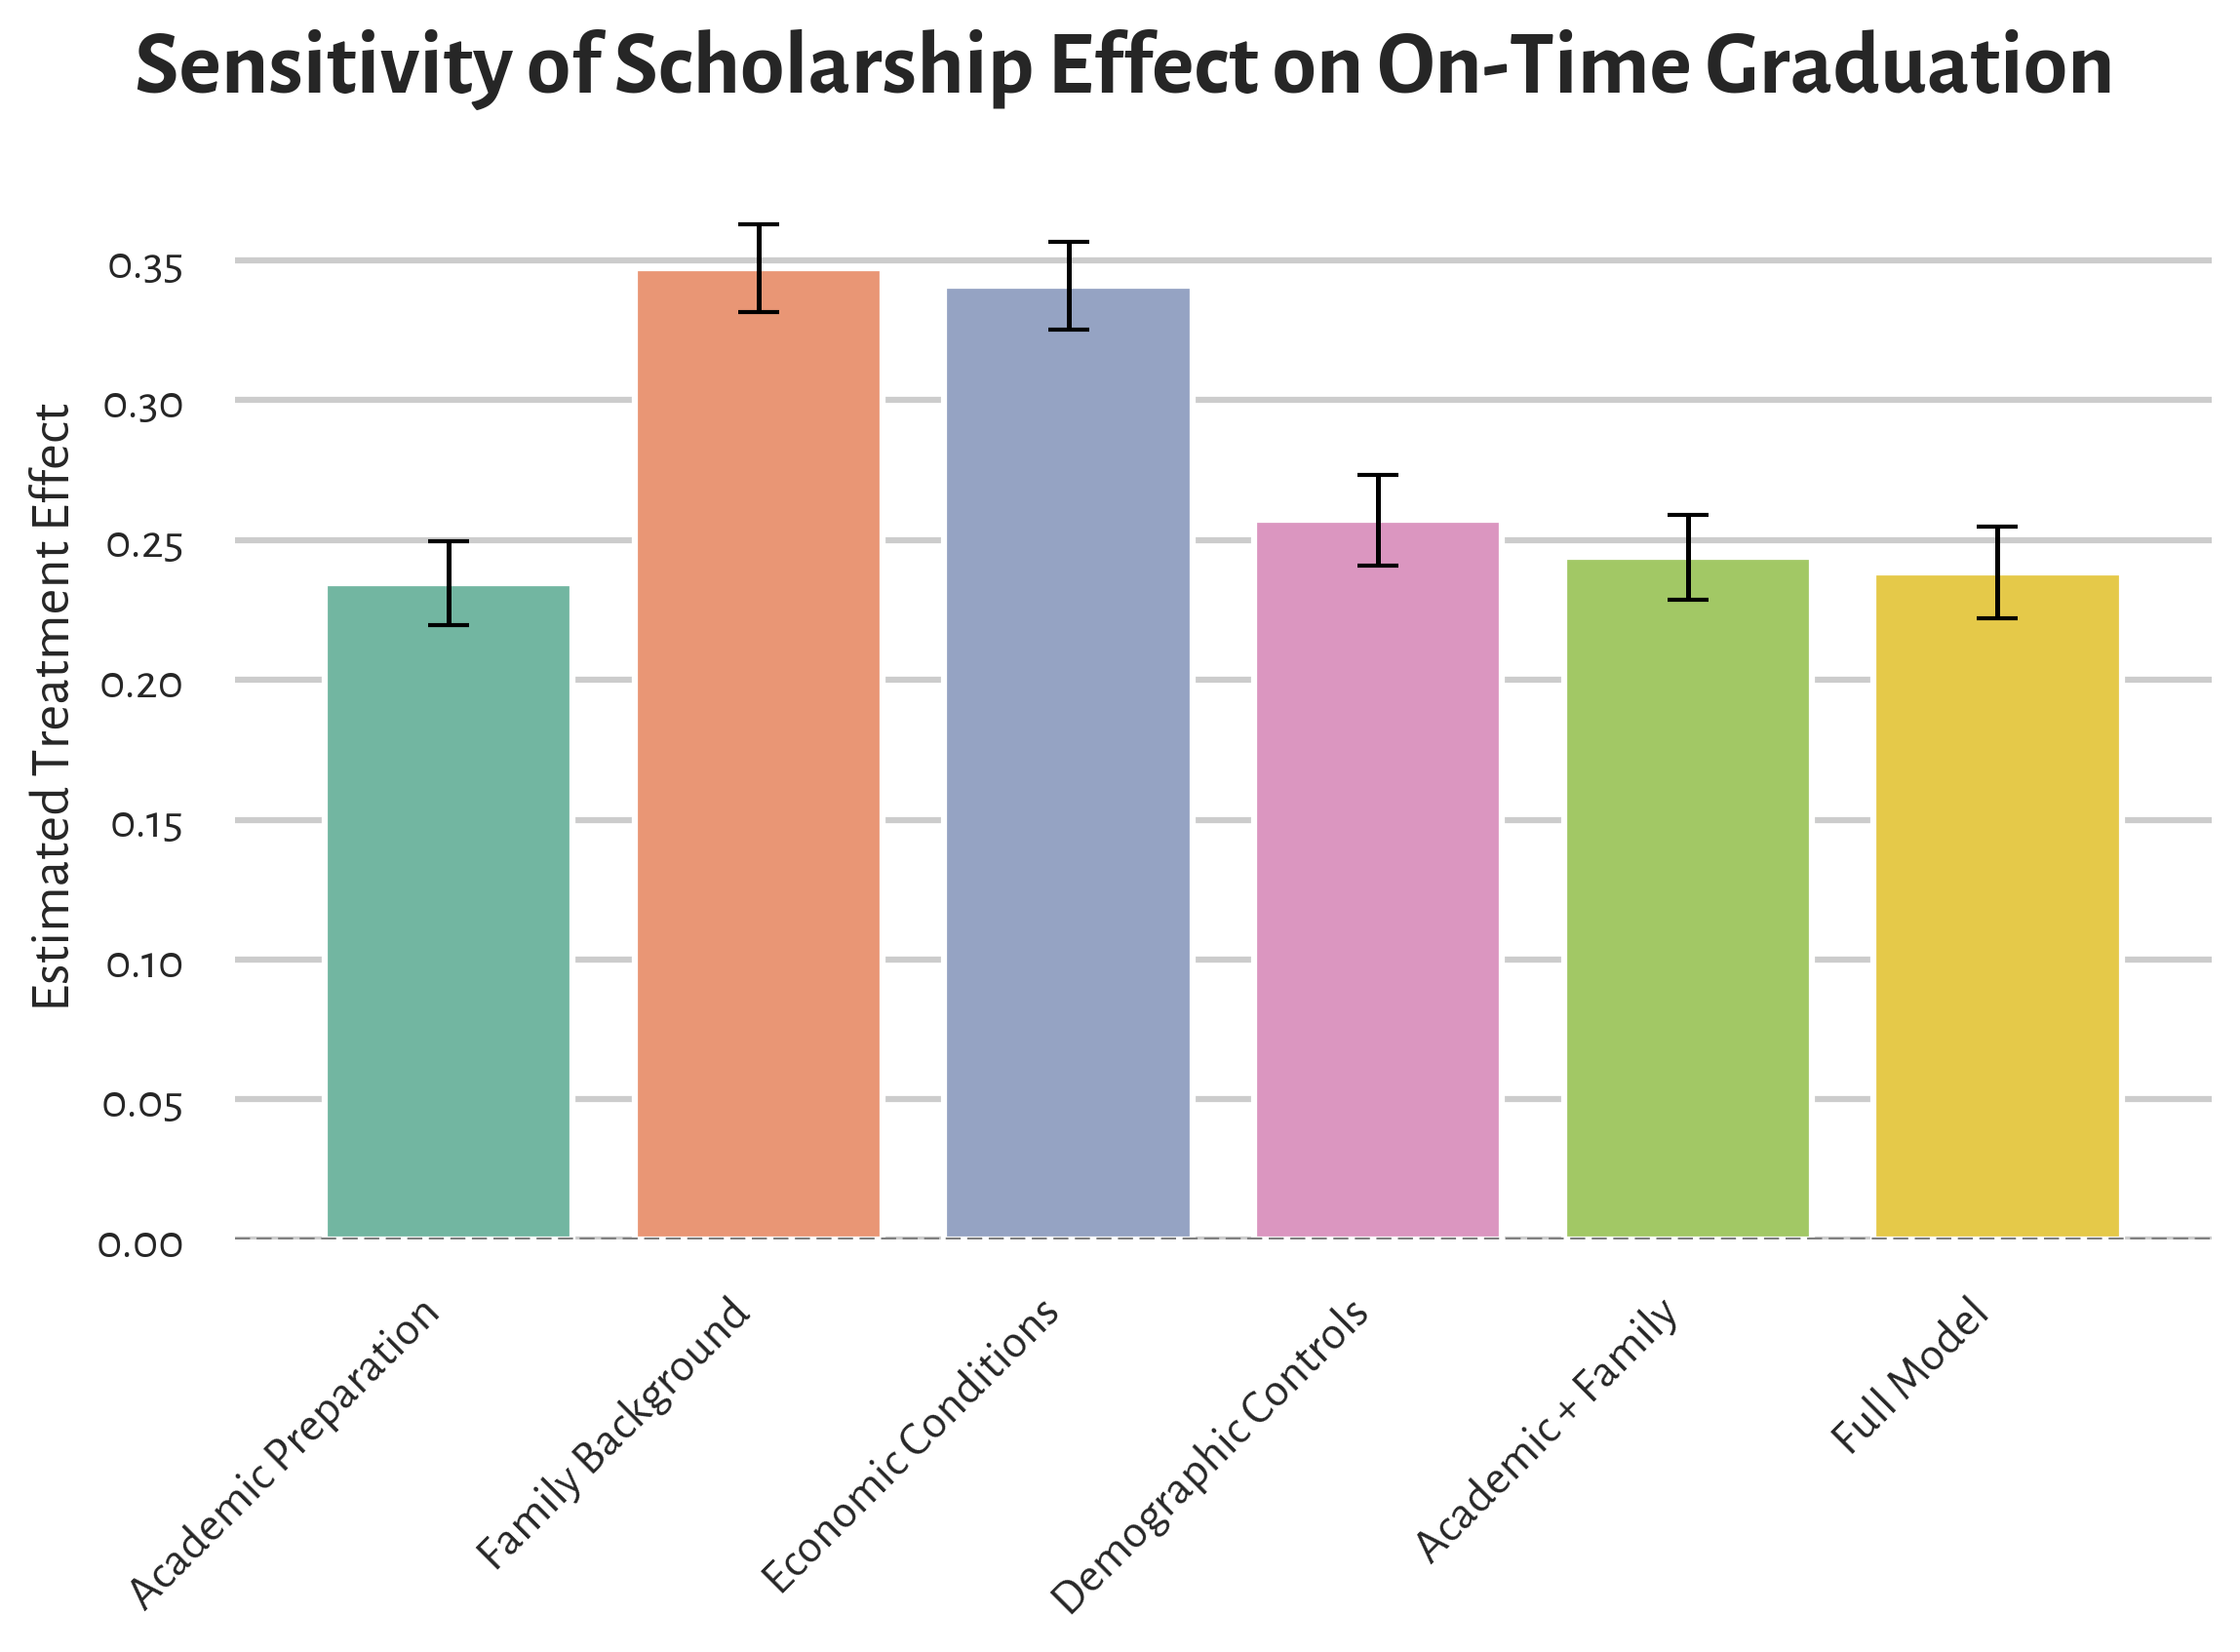 Sensitivity of Scholarship Effect on On-Time Graduation
Estimated Treatment Effect
0.35
0.30
0.25
0.20
0.15
0.10
0.05
0.00
Academic Preparation
Family Background
Economic Conditions
Demographic Controls
Academic + Family
Full Model